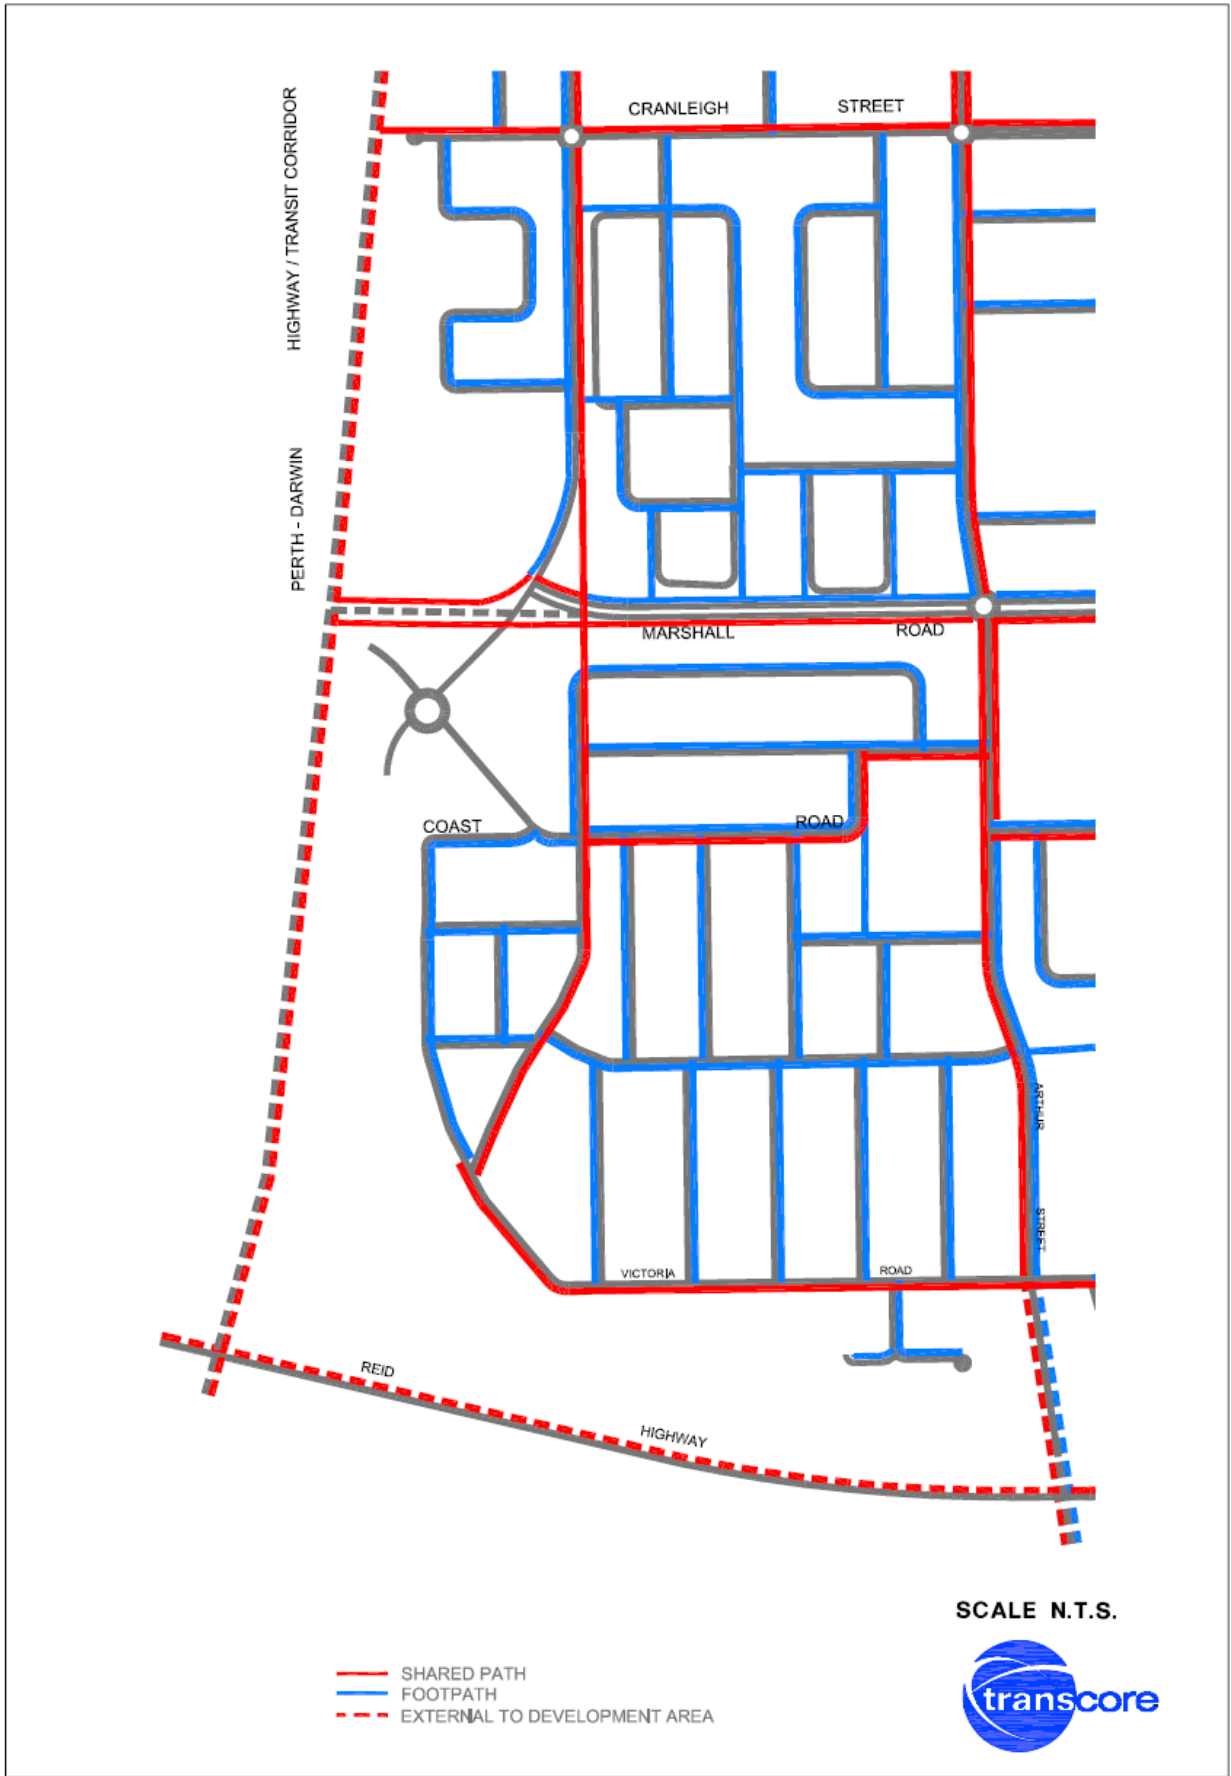 CRANLEIGH STREET
HIGHWAY / TRANSIT CORRIDOR
PERTH - DARWIN
MARSHALL ROAD
COAST ROAD
ARTHUR
STREET
VICTORIA ROAD
REID
HIGHWAY
SCALE N.T.S.
SHARED PATH
FOOTPATH
EXTERNAL TO DEVELOPMENT AREA
transcore